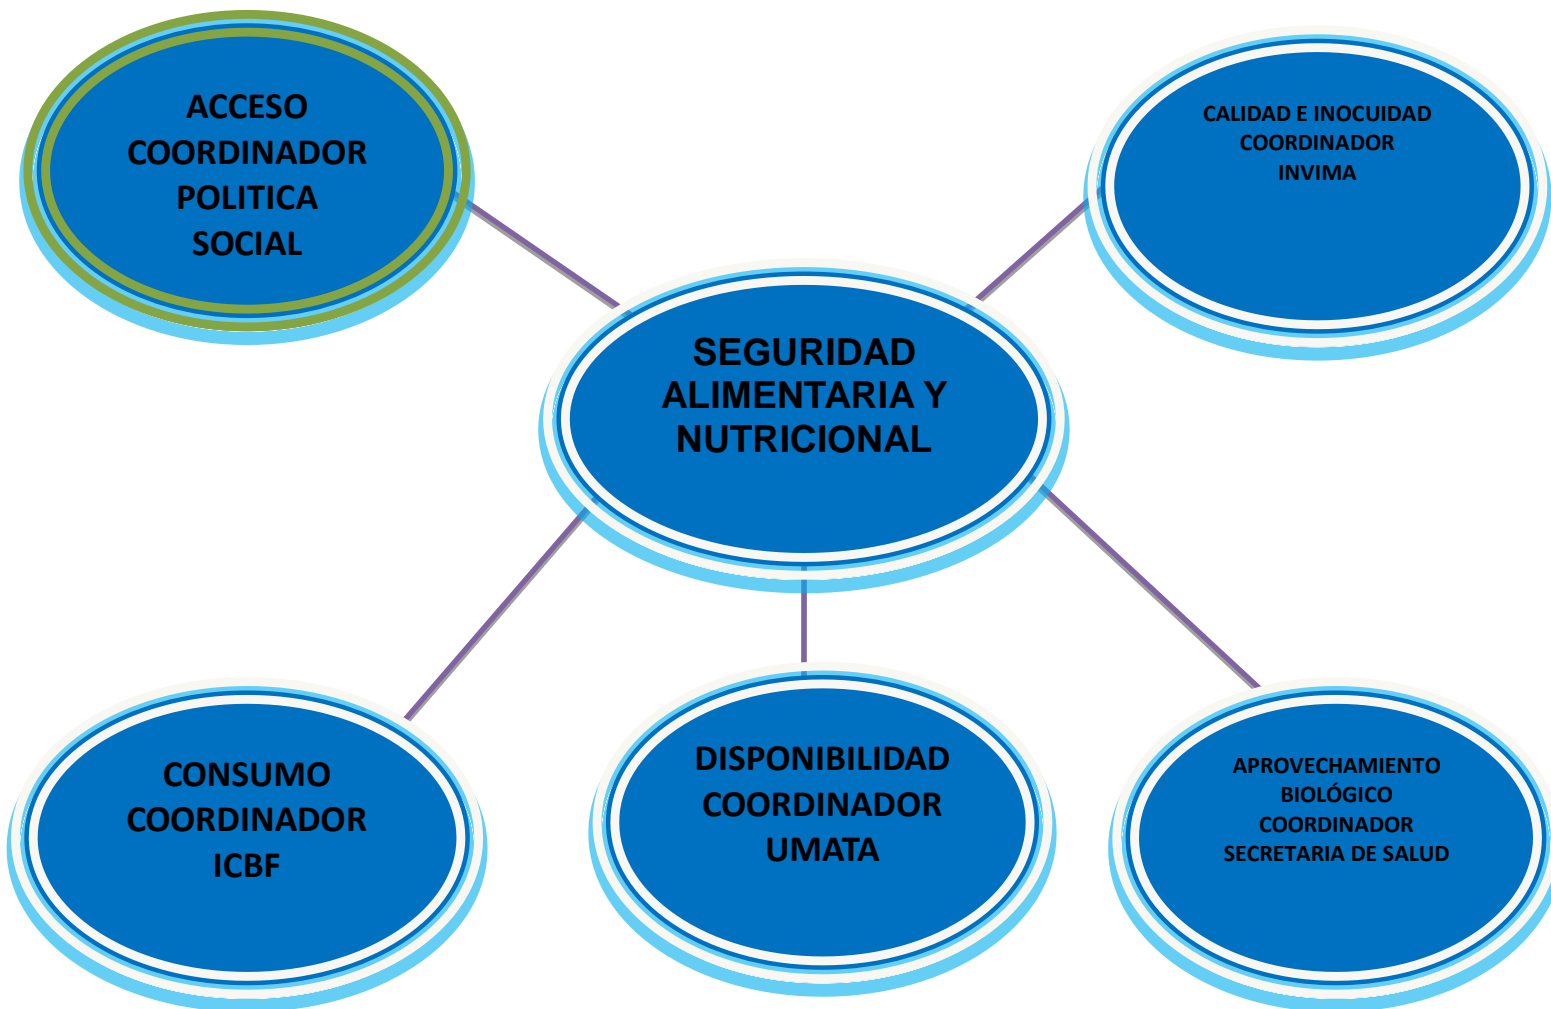 ACCESO
COORDINADOR
POLITICA
SOCIAL
CALIDAD E INOCUIDAD
COORDINADOR
INVIMA
SEGURIDAD
ALIMENTARIA Y
NUTRICIONAL
CONSUMO
COORDINADOR
ICBF
DISPONIBILIDAD
COORDINADOR
UMATA
APROVECHAMIENTO
BIOLÓGICO
COORDINADOR
SECRETARIA DE SALUD